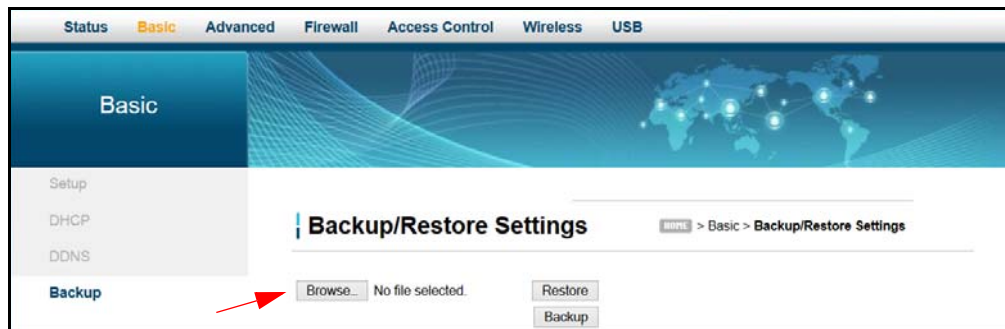 Status Basic Advanced Firewall Access Control Wireless USB
Basic
Setup
DHCP
DDNS
Backup
Backup/Restore Settings
HOME > Basic > Backup/Restore Settings
Browse... No file selected. Restore
Backup